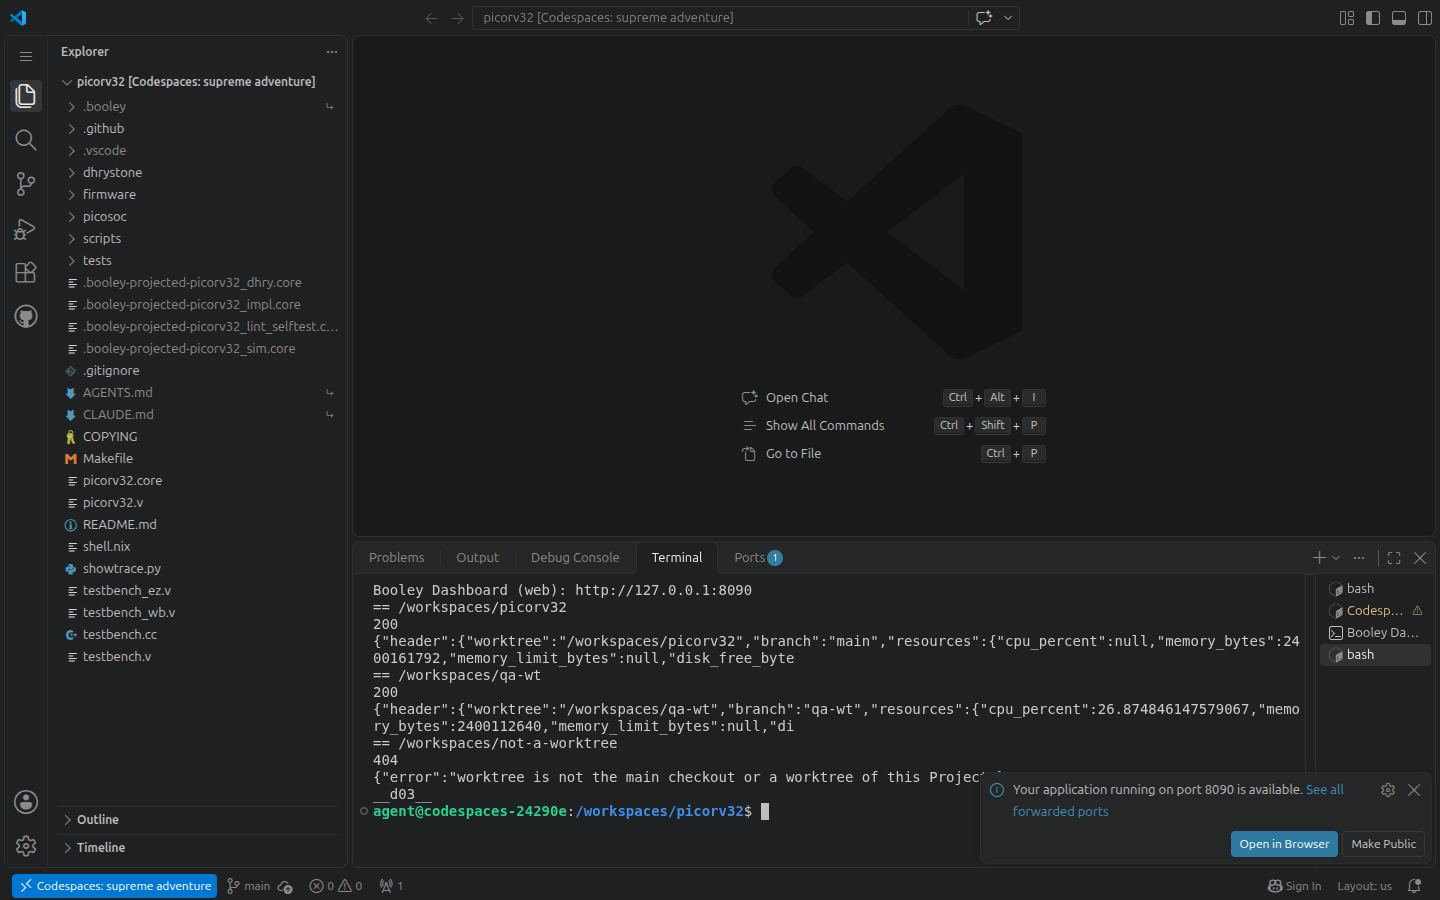 picorv32 [Codespaces: supreme adventure]
Explorer
picorv32 [Codespaces: supreme adventure]
.booley
.github
.vscode
dhrystone
firmware
picosoc
scripts
tests
.booley-projected-picorv32_dhry.core
.booley-projected-picorv32_impl.core
.booley-projected-picorv32_lint_selftest.c...
.booley-projected-picorv32_sim.core
.gitignore
AGENTS.md
CLAUDE.md
COPYING
Makefile
picorv32.core
picorv32.v
README.md
shell.nix
showtrace.py
testbench_ez.v
testbench_wb.v
testbench.cc
testbench.v
Outline
Timeline
Open Chat Ctrl + Alt + I
Show All Commands Ctrl + Shift + P
Go to File Ctrl + P
Problems Output Debug Console Terminal Ports 1
Booley Dashboard (web): http://127.0.0.1:8090
== /workspaces/picorv32
200
{"header":{"worktree":"/workspaces/picorv32","branch":"main","resources":{"cpu_percent":null,"memory_bytes":24
00161792,"memory_limit_bytes":null,"disk_free_byte
== /workspaces/qa-wt
200
{"header":{"worktree":"/workspaces/qa-wt","branch":"qa-wt","resources":{"cpu_percent":26.874846147579067,"memo
ry_bytes":2400112640,"memory_limit_bytes":null,"di
== /workspaces/not-a-worktree
404
{"error":"worktree is not the main checkout or a worktree of this Project
__d03__
agent@codespaces-24290e:/workspaces/picorv32$
bash
Codesp...
Booley Da...
bash
Your application running on port 8090 is available. See all
forwarded ports
Open in Browser Make Public
Codespaces: supreme adventure main 0 0 1 Sign In Layout: us